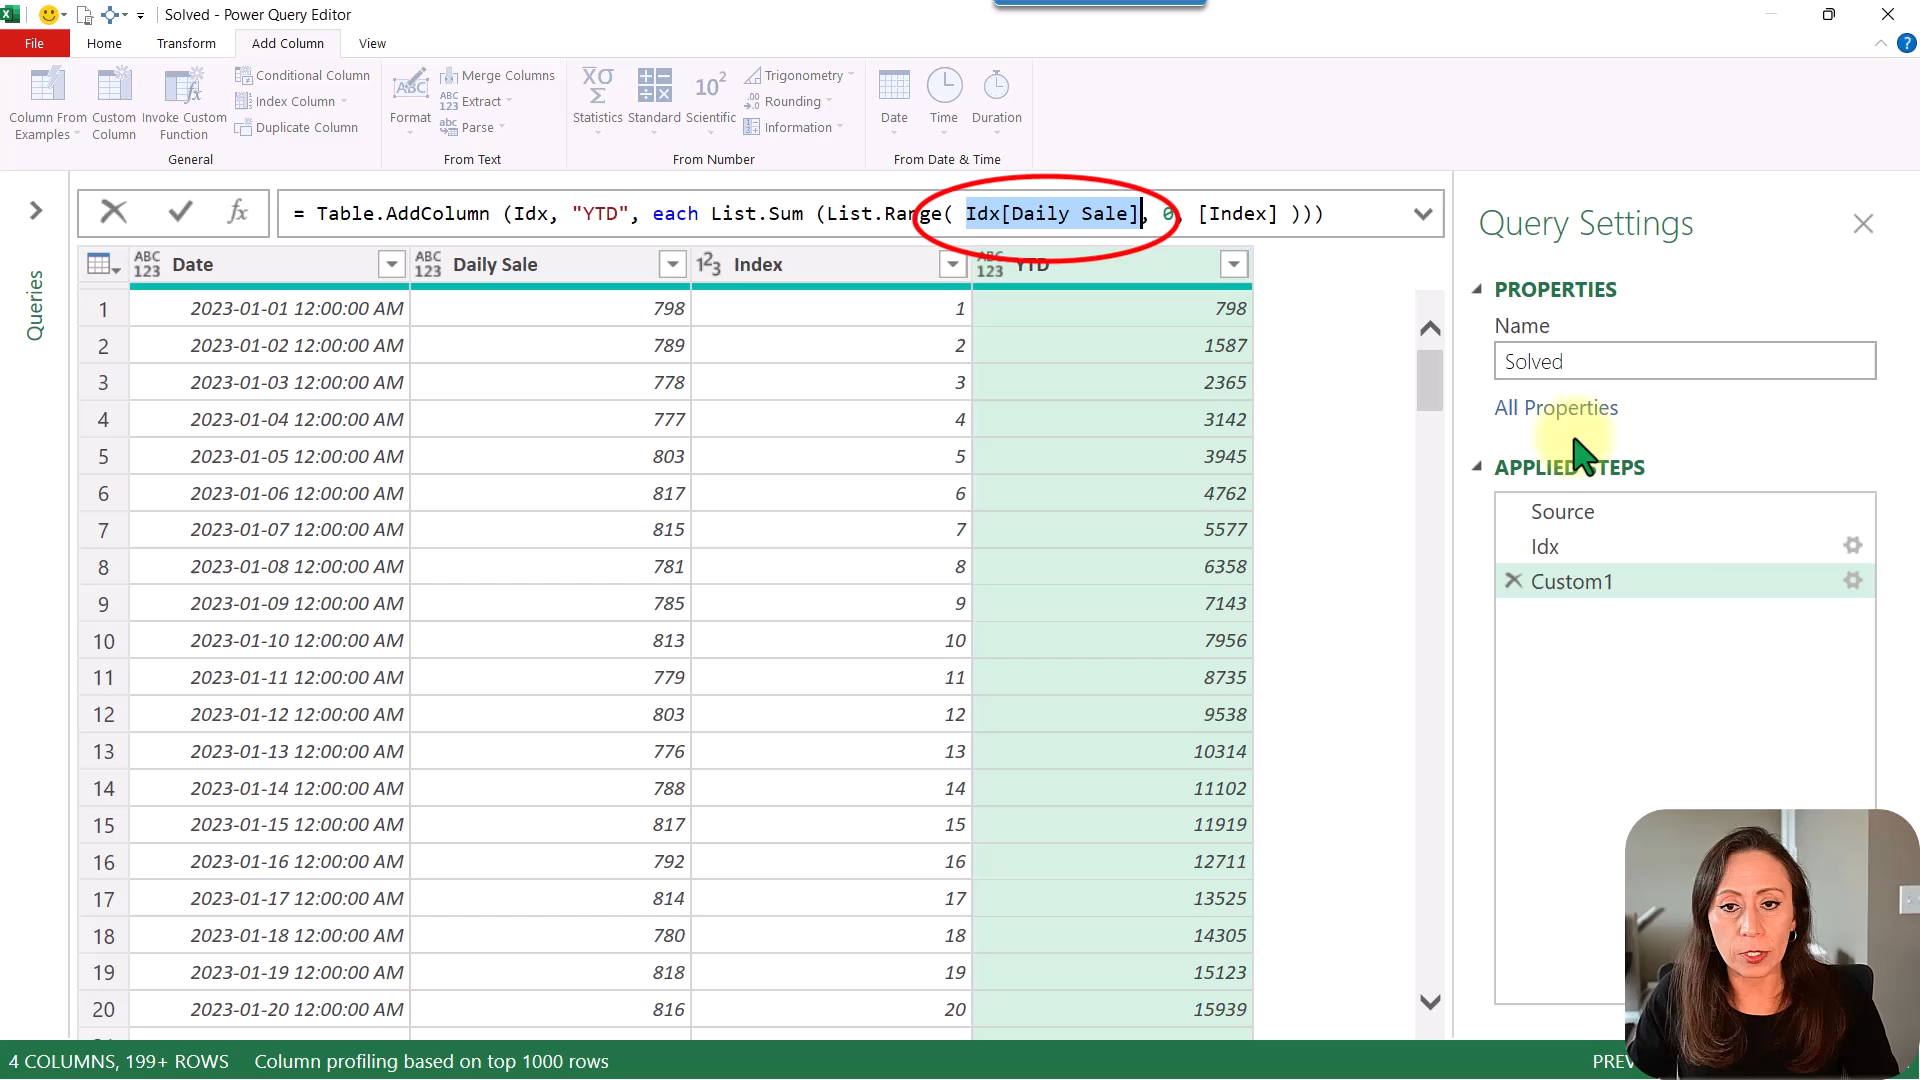 Solved - Power Query Editor
File Home Transform Add Column View
Column From Examples
Custom Column
Invoke Custom Function
Conditional Column
Index Column
Duplicate Column
General
Format
Merge Columns
Extract
Parse
From Text
Statistics
Standard
Scientific
Trigonometry
Rounding
Information
From Number
Date
Time
Duration
From Date & Time
Queries
= Table.AddColumn (Idx, "YTD", each List.Sum (List.Range( Idx[Daily Sale], 0, [Index] )))
Date Daily Sale Index YTD
1 2023-01-01 12:00:00 AM 798 1 798
2 2023-01-02 12:00:00 AM 789 2 1587
3 2023-01-03 12:00:00 AM 778 3 2365
4 2023-01-04 12:00:00 AM 777 4 3142
5 2023-01-05 12:00:00 AM 803 5 3945
6 2023-01-06 12:00:00 AM 817 6 4762
7 2023-01-07 12:00:00 AM 815 7 5577
8 2023-01-08 12:00:00 AM 781 8 6358
9 2023-01-09 12:00:00 AM 785 9 7143
10 2023-01-10 12:00:00 AM 813 10 7956
11 2023-01-11 12:00:00 AM 779 11 8735
12 2023-01-12 12:00:00 AM 803 12 9538
13 2023-01-13 12:00:00 AM 776 13 10314
14 2023-01-14 12:00:00 AM 788 14 11102
15 2023-01-15 12:00:00 AM 817 15 11919
16 2023-01-16 12:00:00 AM 792 16 12711
17 2023-01-17 12:00:00 AM 814 17 13525
18 2023-01-18 12:00:00 AM 780 18 14305
19 2023-01-19 12:00:00 AM 818 19 15123
20 2023-01-20 12:00:00 AM 816 20 15939
Query Settings
PROPERTIES
Name
Solved
All Properties
APPLIED STEPS
Source
Idx
Custom1
4 COLUMNS, 199+ ROWS Column profiling based on top 1000 rows